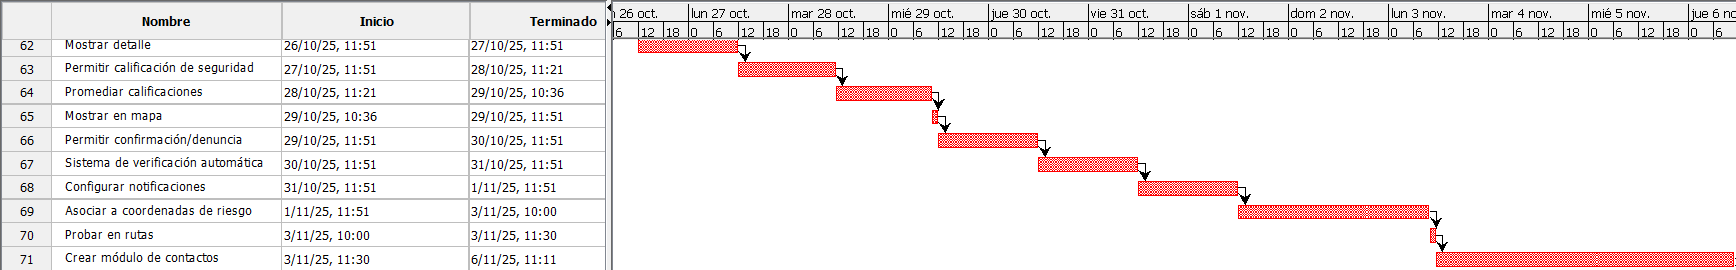 Nombre Inicio Terminado 26 oct. lun 27 oct. mar 28 oct. mié 29 oct. jue 30 oct. vie 31 oct. sáb 1 nov. dom 2 nov. lun 3 nov. mar 4 nov. mié 5 nov. jue 6 no
6 12 18 0 6 12 18 0 6 12 18 0 6 12 18 0 6 12 18 0 6 12 18 0 6 12 18 0 6 12 18 0 6 12 18 0 6 12 18 0 6 12 18 0 6
62 Mostrar detalle 26/10/25, 11:51 27/10/25, 11:51
63 Permitir calificación de seguridad 27/10/25, 11:51 28/10/25, 11:21
64 Promediar calificaciones 28/10/25, 11:21 29/10/25, 10:36
65 Mostrar en mapa 29/10/25, 10:36 29/10/25, 11:51
66 Permitir confirmación/denuncia 29/10/25, 11:51 30/10/25, 11:51
67 Sistema de verificación automática 30/10/25, 11:51 31/10/25, 11:51
68 Configurar notificaciones 31/10/25, 11:51 1/11/25, 11:51
69 Asociar a coordenadas de riesgo 1/11/25, 11:51 3/11/25, 10:00
70 Probar en rutas 3/11/25, 10:00 3/11/25, 11:30
71 Crear módulo de contactos 3/11/25, 11:30 6/11/25, 11:11